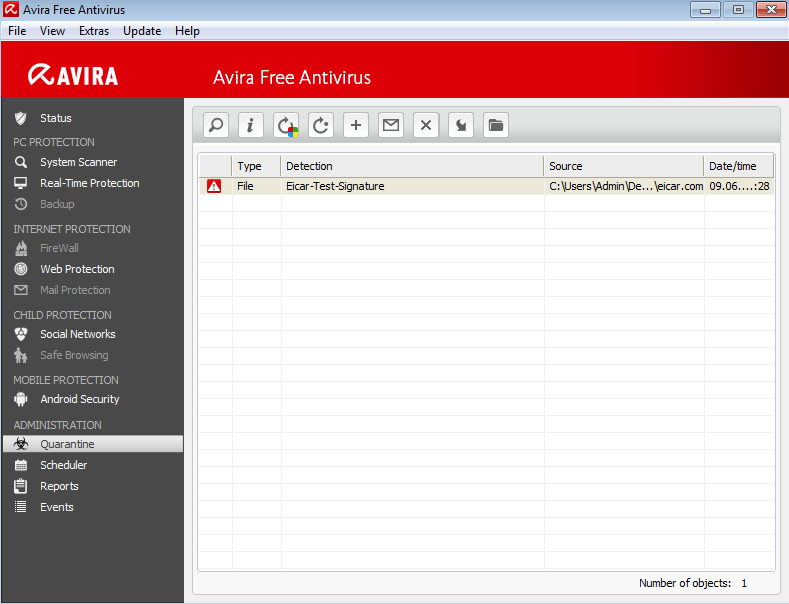 Avira Free Antivirus
File View Extras Update Help
AVIRA
Avira Free Antivirus
Status
PC PROTECTION
System Scanner
Real-Time Protection
Backup
INTERNET PROTECTION
FireWall
Web Protection
Mail Protection
CHILD PROTECTION
Social Networks
Safe Browsing
MOBILE PROTECTION
Android Security
ADMINISTRATION
Quarantine
Scheduler
Reports
Events
Type Detection Source Date/time
File Eicar-Test-Signature C:\Users\Admin\De...\eicar.com 09.06....:28
Number of objects: 1